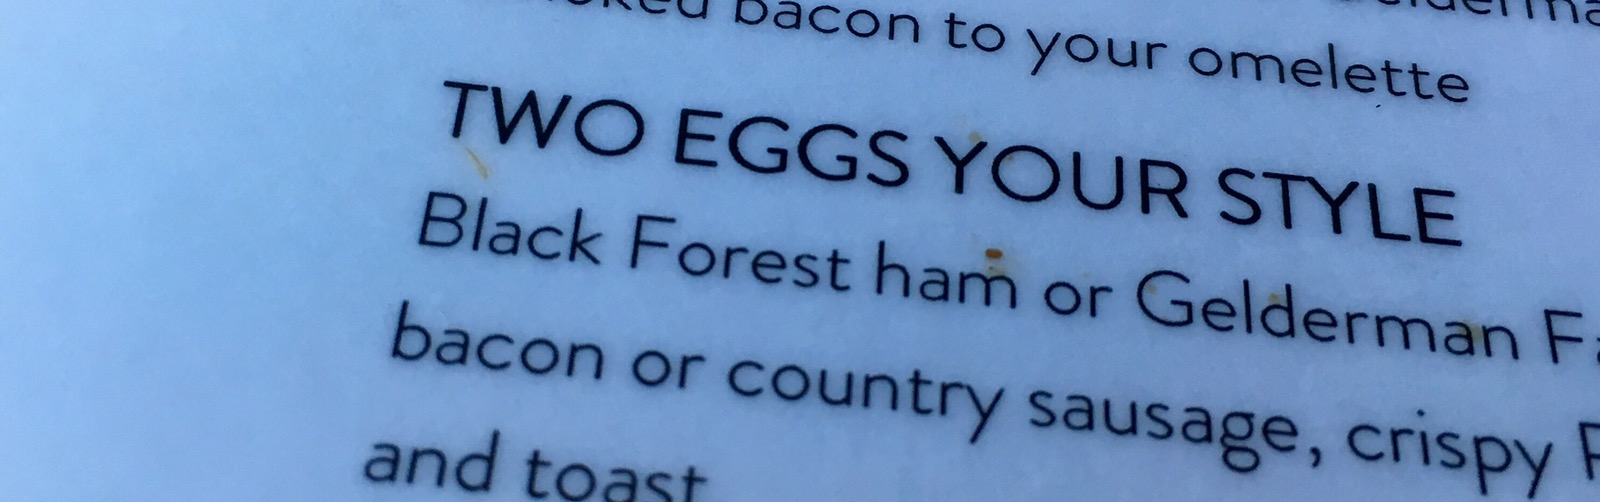 bacon to your omelette
TWO EGGS YOUR STYLE
Black Forest ham or Gelderman
bacon or country sausage, crispy
and toast